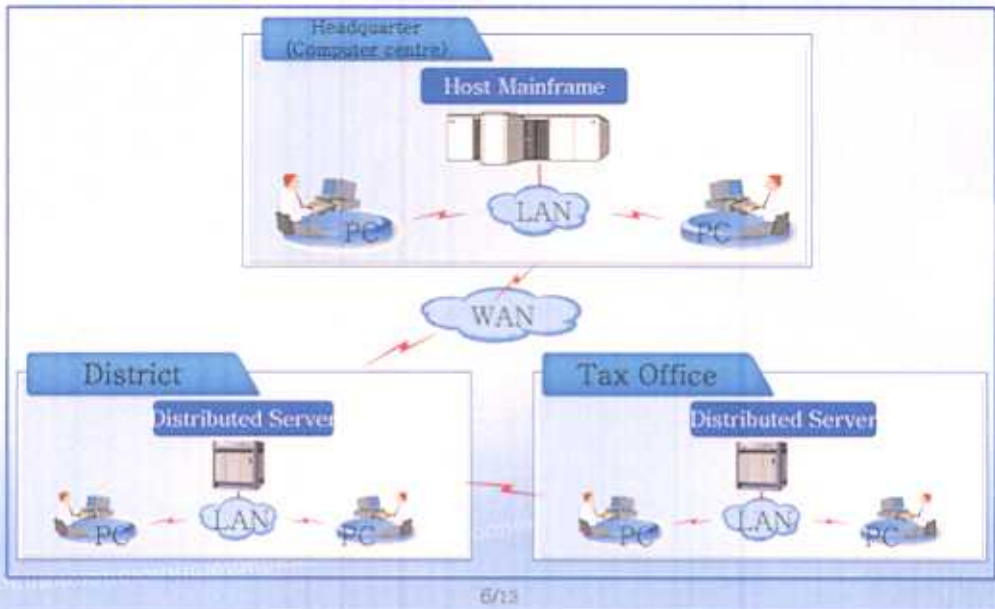 Headquarter
(Computer centre)
Host Mainframe
LAN
PC
PC
WAN
District
Distributed Server
LAN
PC
PC
Tax Office
Distributed Server
LAN
PC
PC
6/13